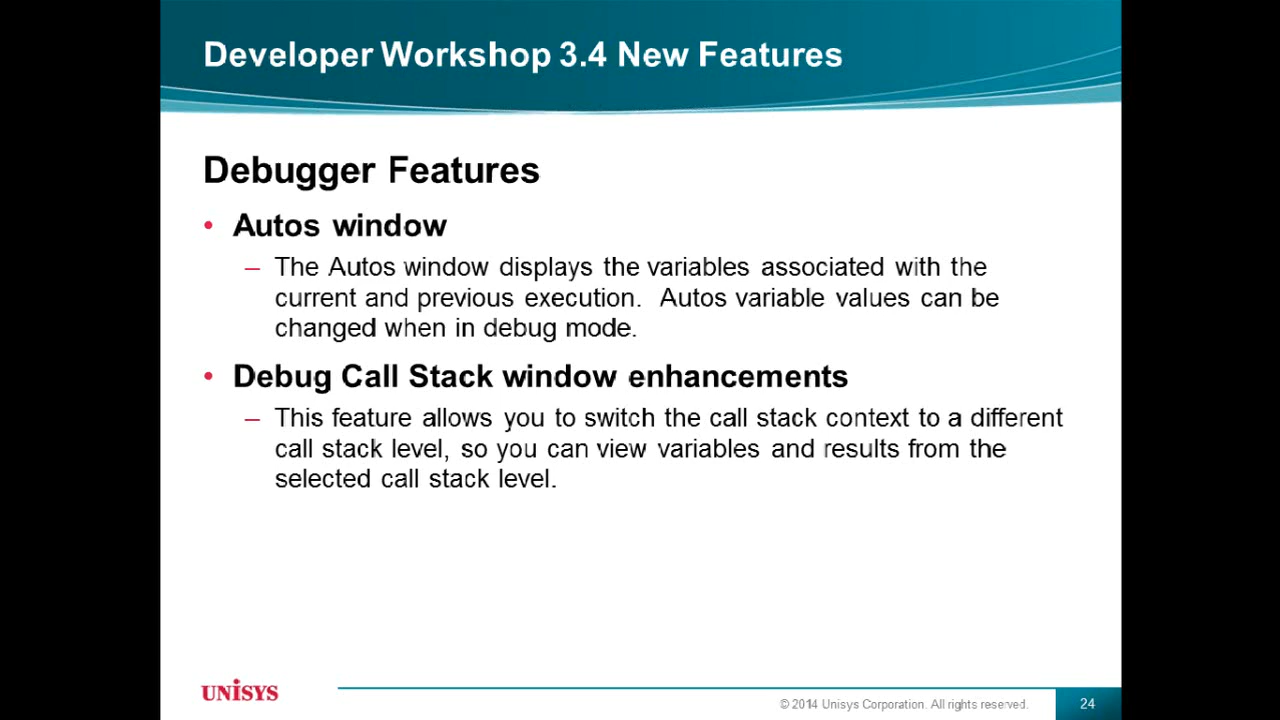 Developer Workshop 3.4 New Features
Debugger Features
• Autos window
– The Autos window displays the variables associated with the
current and previous execution.  Autos variable values can be
changed when in debug mode.
• Debug Call Stack window enhancements
– This feature allows you to switch the call stack context to a different
call stack level, so you can view variables and results from the
selected call stack level.
UNISYS
© 2014 Unisys Corporation. All rights reserved.
24